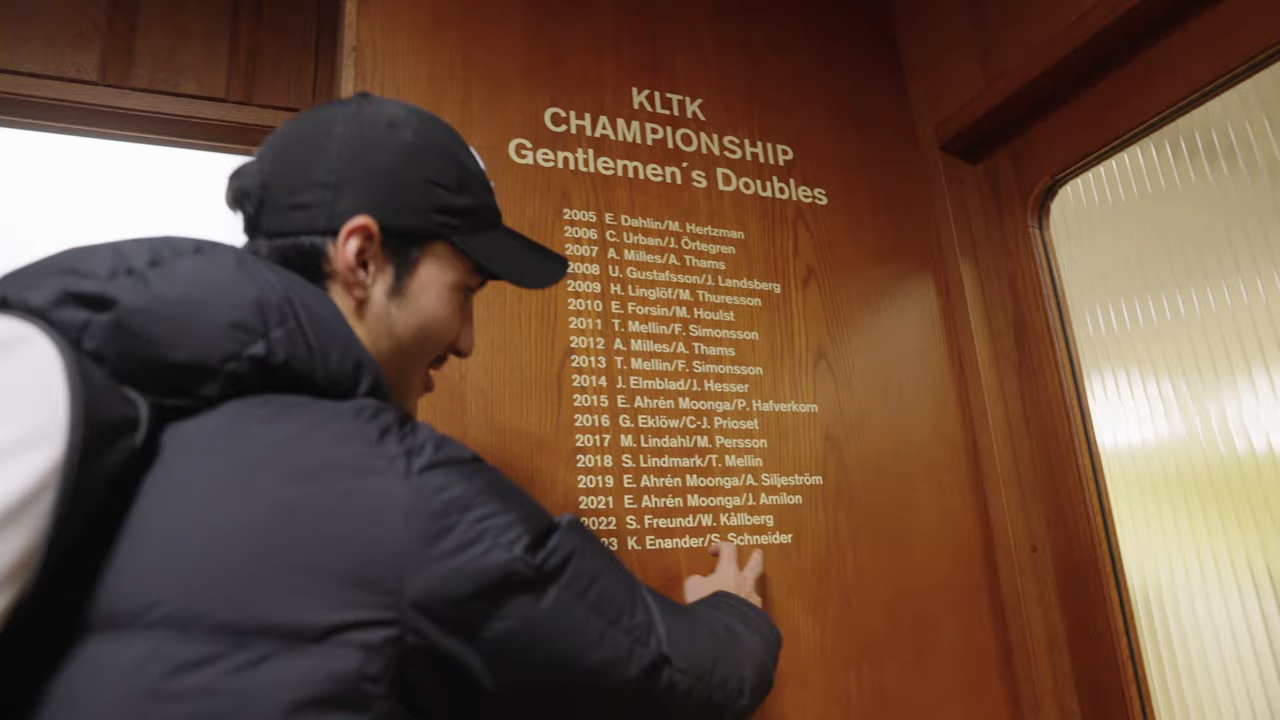 KLTK
CHAMPIONSHIP
Gentlemen´s Doubles
2005 E. Dahlin/M. Hertzman
2006 C. Urban/J. Örtegren
2007 A. Milles/A. Thams
2008 U. Gustafsson/J. Landsberg
2009 H. Linglöf/M. Thuresson
2010 E. Forsin/M. Houlst
2011 T. Mellin/F. Simonsson
2012 A. Milles/A. Thams
2013 T. Mellin/F. Simonsson
2014 J. Elmblad/J. Hesser
2015 E. Ahrén Moonga/P. Hafverkorn
2016 G. Eklöw/C-J. Prioset
2017 M. Lindahl/M. Persson
2018 S. Lindmark/T. Mellin
2019 E. Ahrén Moonga/A. Siljeström
2021 E. Ahrén Moonga/J. Amilon
2022 S. Freund/W. Kållberg
23 K. Enander/S. Schneider